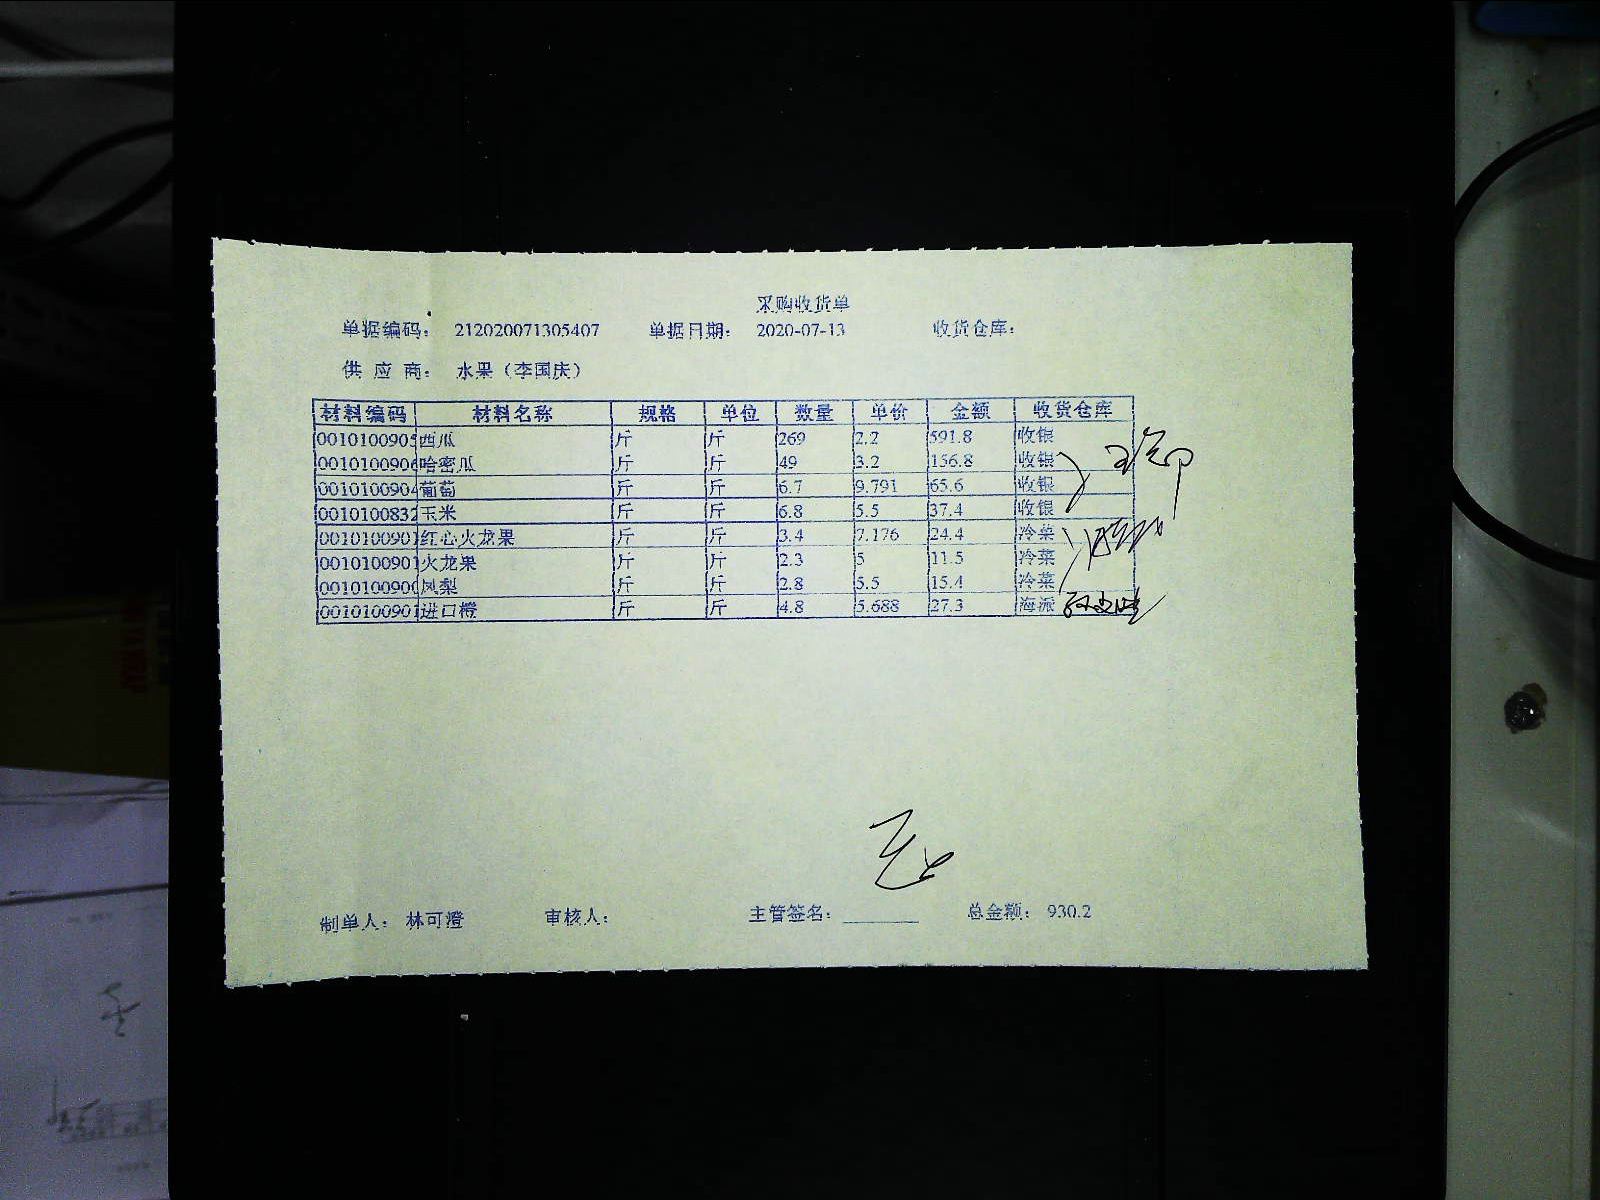 采购收货单
单据编码： 212020071305407 单据日期： 2020-07-13 收货仓库：
供 应 商： 水果（李国庆）
材料编码 材料名称 规格 单位 数量 单价 金额 收货仓库
0010100905 西瓜 斤 斤 269 2.2 591.8 收银
0010100906 哈密瓜 斤 斤 49 3.2 156.8 收银
0010100904 葡萄 斤 斤 6.7 9.791 65.6 收银
0010100832 玉米 斤 斤 6.8 5.5 37.4 收银
0010100901 红心火龙果 斤 斤 3.4 7.176 24.4 冷菜
0010100901 火龙果 斤 斤 2.3 5 11.5 冷菜
0010100900 凤梨 斤 斤 2.8 5.5 15.4 冷菜
0010100901 进口橙 斤 斤 4.8 5.688 27.3 海派
制单人： 林可澄 审核人： 主管签名： 总金额： 930.2